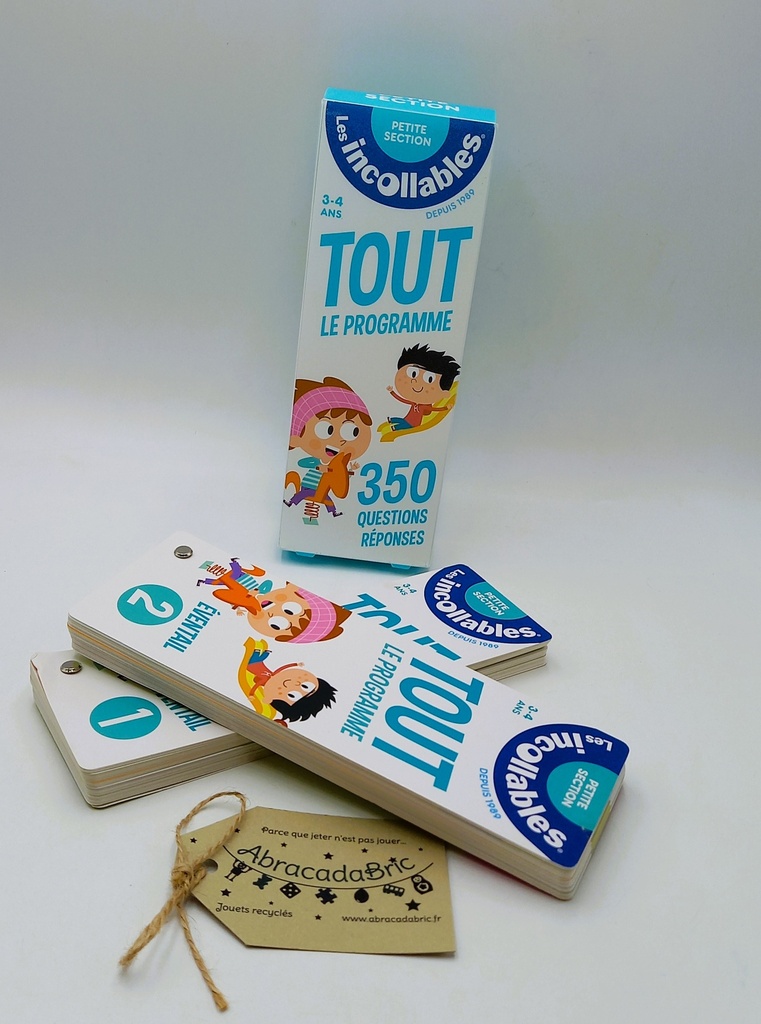 SECTION
PETITE
SECTION
Les
incollables
DEPUIS 1989
3-4
ANS
TOUT
LE PROGRAMME
350
QUESTIONS
RÉPONSES
3-4
ANS
Les
incollables
PETITE
SECTION
DEPUIS 1989
TOUT
1
2
ÉVENTAIL
TOUT
LE PROGRAMME
3-4
ANS
Les
incollables
PETITE
SECTION
DEPUIS 1989
Parce que jeter n'est pas jouer...
AbracadaBric
Jouets recyclés
www.abracadabric.fr